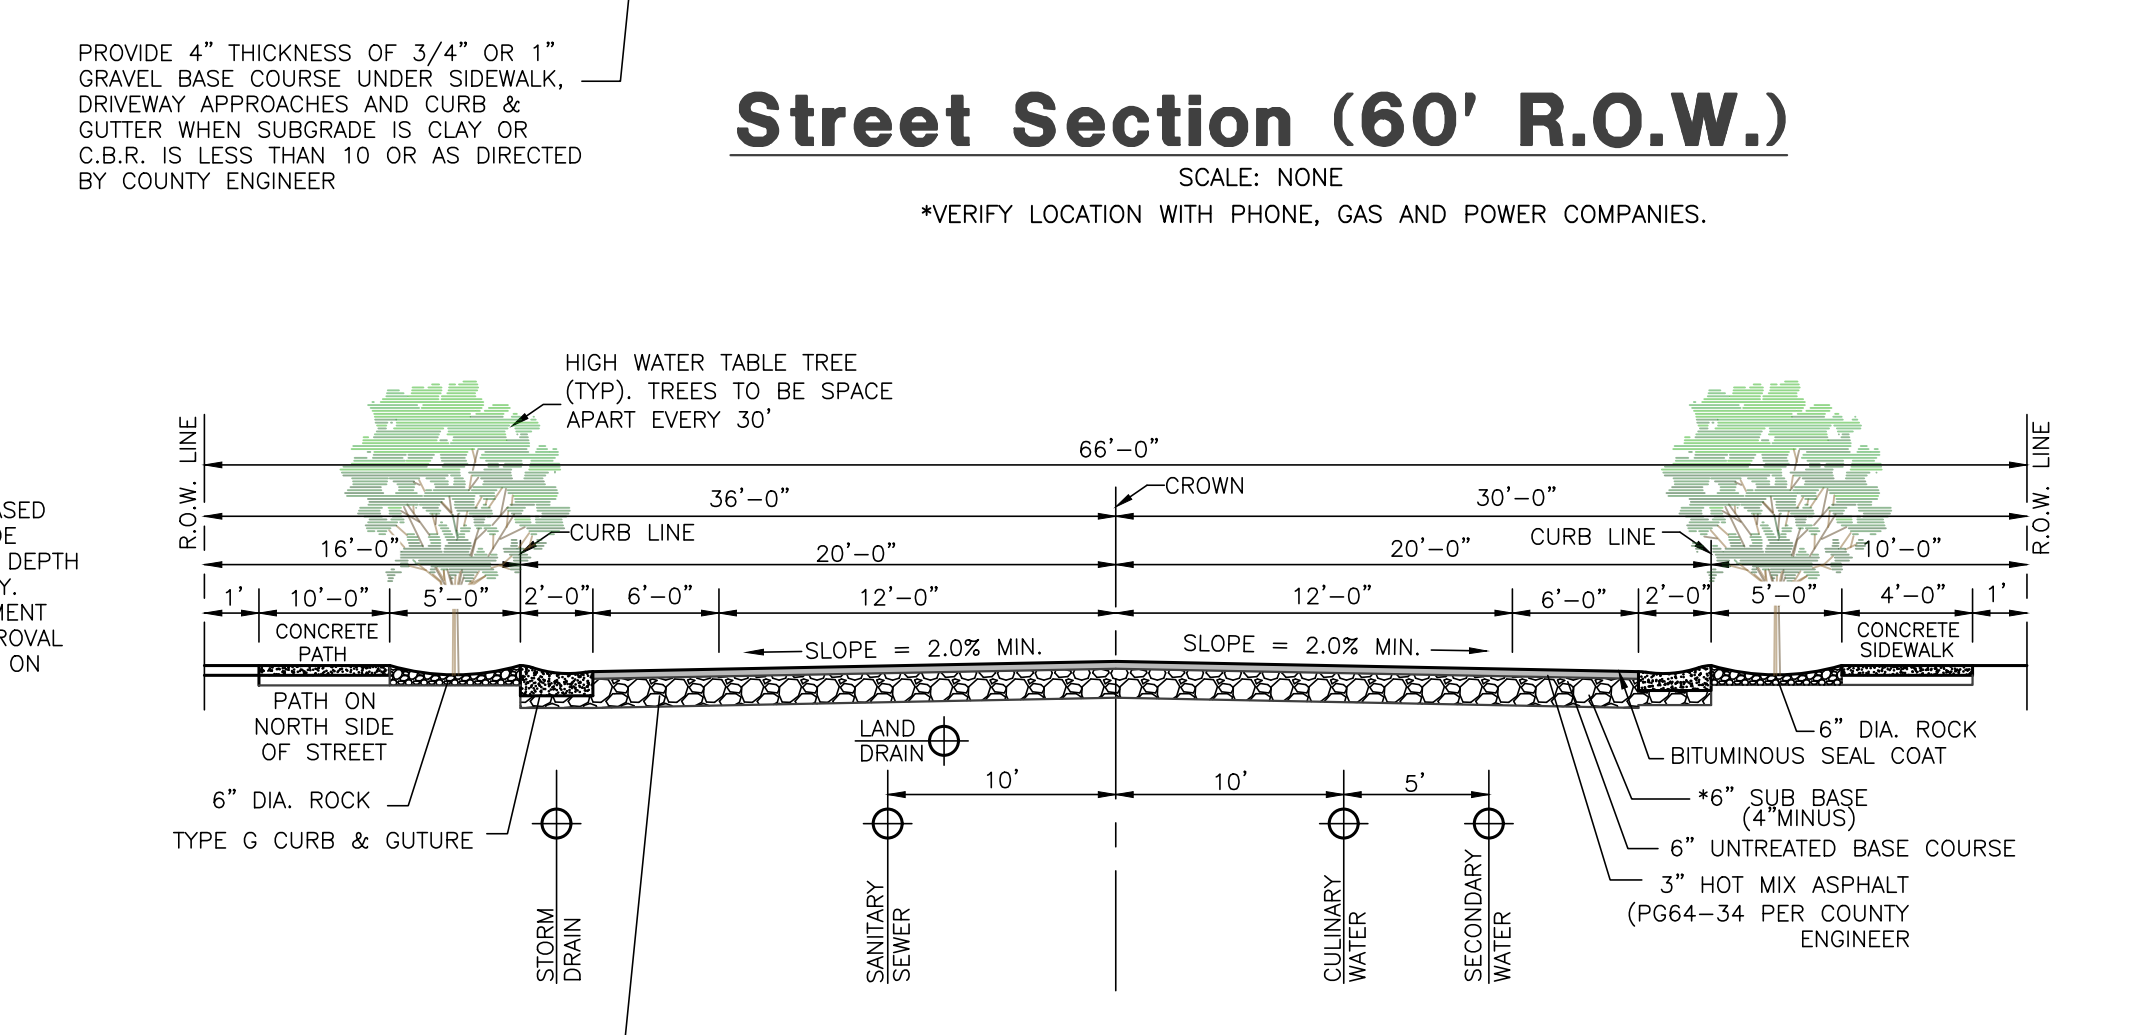 PROVIDE 4" THICKNESS OF 3/4" OR 1"
GRAVEL BASE COURSE UNDER SIDEWALK,
DRIVEWAY APPROACHES AND CURB &
GUTTER WHEN SUBGRADE IS CLAY OR
C.B.R. IS LESS THAN 10 OR AS DIRECTED
BY COUNTY ENGINEER
Street Section (60' R.O.W.)
SCALE: NONE
*VERIFY LOCATION WITH PHONE, GAS AND POWER COMPANIES.
HIGH WATER TABLE TREE
(TYP). TREES TO BE SPACE
APART EVERY 30'
R.O.W. LINE
R.O.W. LINE
66'-0"
36'-0"
CROWN
30'-0"
CURB LINE
CURB LINE
16'-0"
20'-0"
20'-0"
10'-0"
DEPTH
ON
1'
10'-0"
5'-0"
2'-0"
6'-0"
12'-0"
12'-0"
6'-0"
2'-0"
5'-0"
4'-0"
1'
CONCRETE
PATH
SLOPE = 2.0% MIN.
SLOPE = 2.0% MIN.
CONCRETE
SIDEWALK
PATH ON
NORTH SIDE
OF STREET
LAND
DRAIN
6" DIA. ROCK
BITUMINOUS SEAL COAT
10'
10'
5'
6" DIA. ROCK
TYPE G CURB & GUTURE
*6" SUB BASE
(4"MINUS)
6" UNTREATED BASE COURSE
3" HOT MIX ASPHALT
(PG64-34 PER COUNTY
ENGINEER
STORM
DRAIN
SANITARY
SEWER
CULINARY
WATER
SECONDARY
WATER